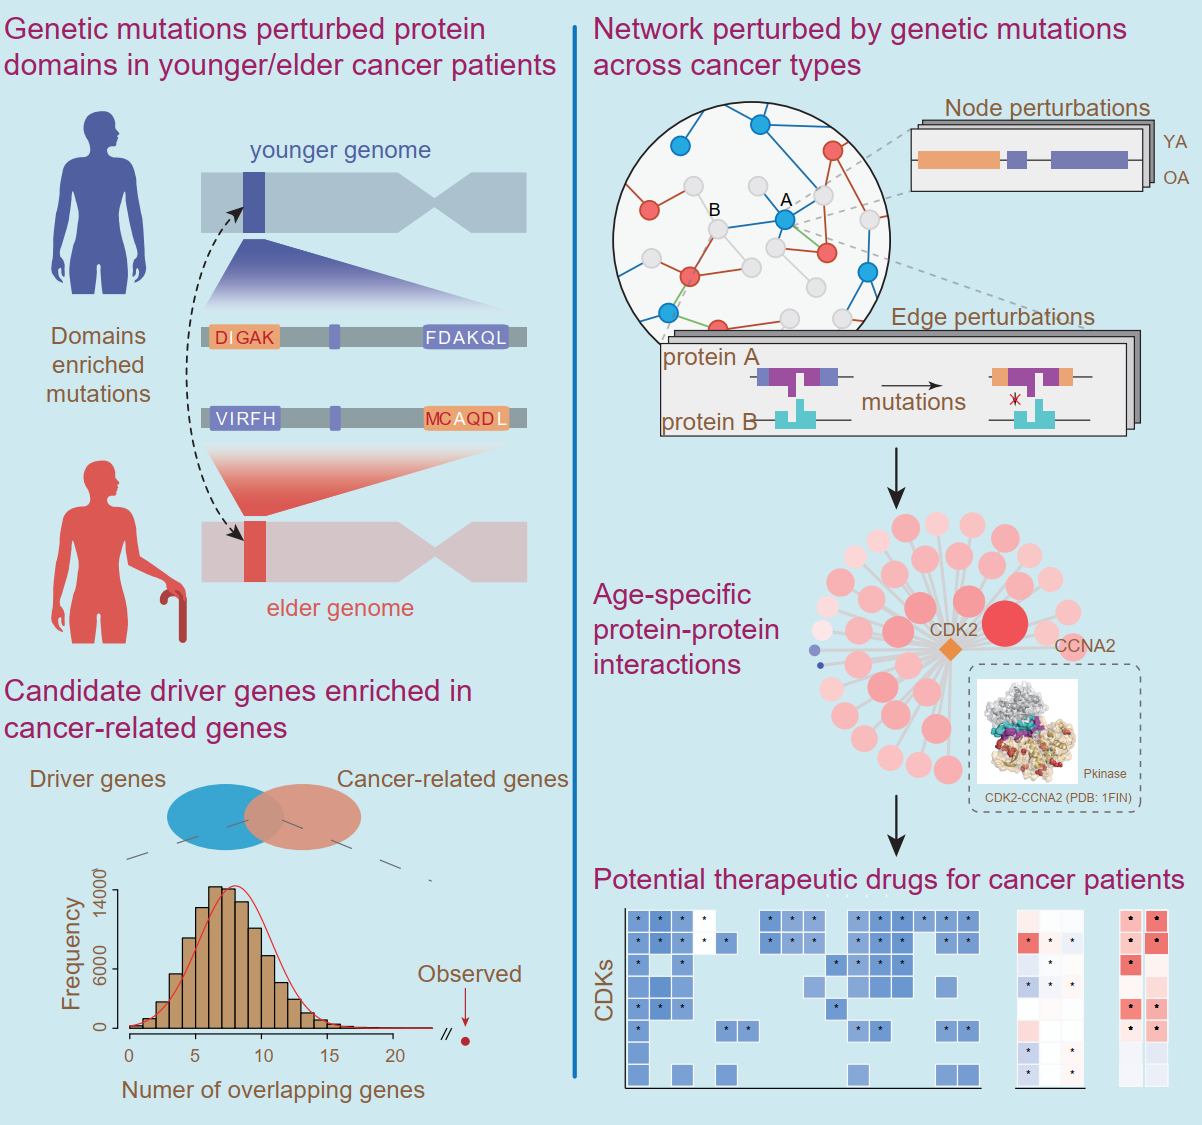 Genetic mutations perturbed protein
domains in younger/elder cancer patients
younger genome
Domains
enriched
mutations
DIGAK
FDAKQL
VIRFH
MCAQDL
elder genome
Candidate driver genes enriched in
cancer-related genes
Driver genes
Cancer-related genes
Frequency
14000
6000
0
Observed
0
5
10
15
20
//
Numer of overlapping genes
Network perturbed by genetic mutations
across cancer types
Node perturbations
YA
OA
A
B
Edge perturbations
protein A
mutations
protein B
Age-specific
protein-protein
interactions
CDK2
CCNA2
Pkinase
CDK2-CCNA2 (PDB: 1FIN)
Potential therapeutic drugs for cancer patients
CDKs